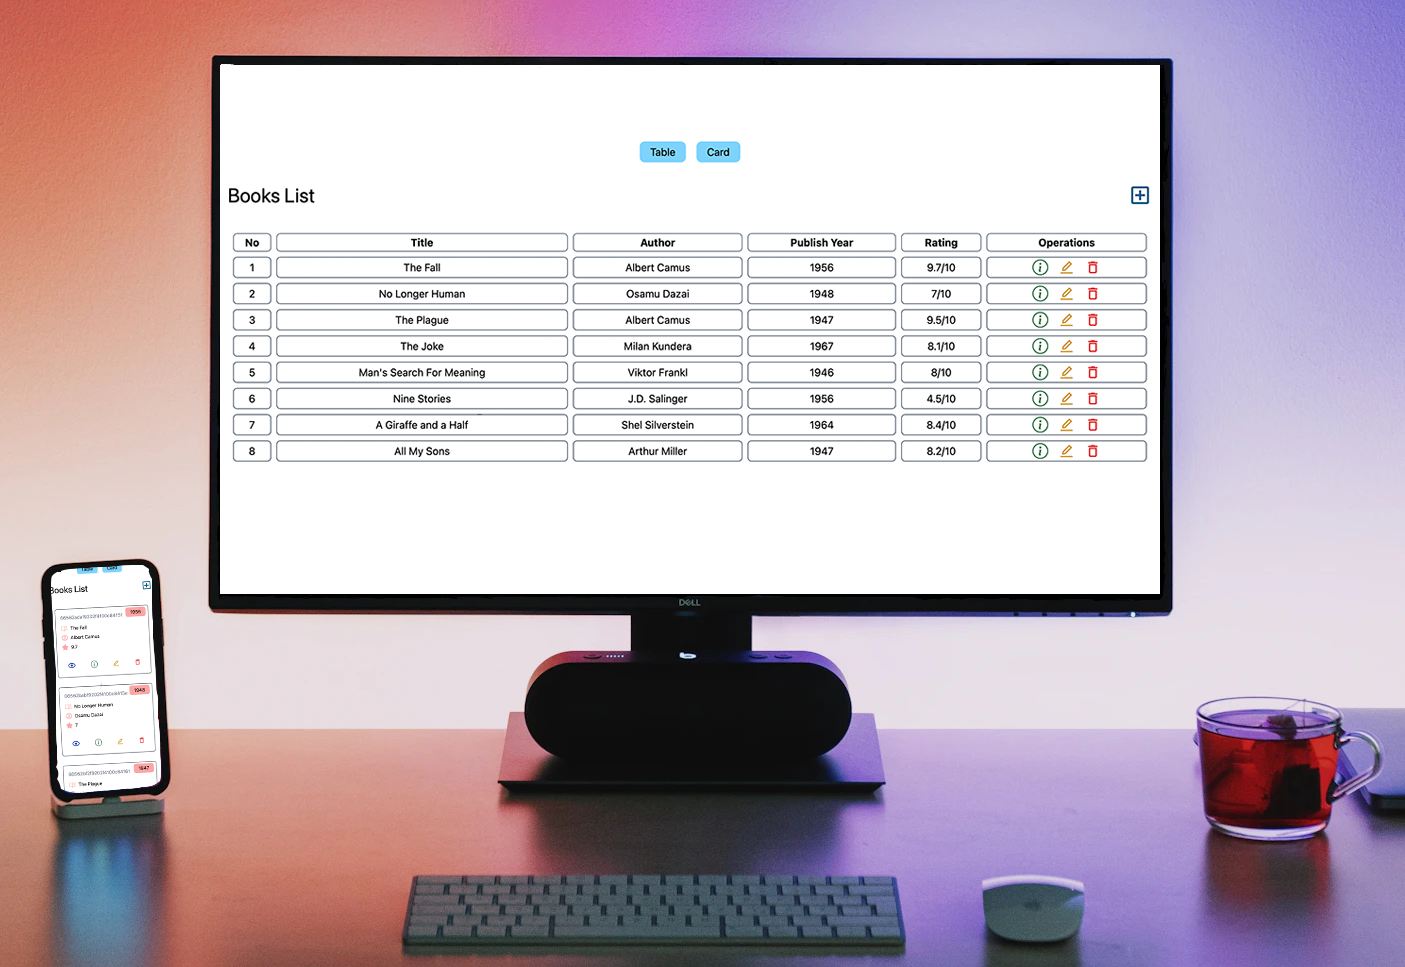 Table Card
Books List
No Title Author Publish Year Rating Operations
1 The Fall Albert Camus 1956 9.7/10
2 No Longer Human Osamu Dazai 1948 7/10
3 The Plague Albert Camus 1947 9.5/10
4 The Joke Milan Kundera 1967 8.1/10
5 Man's Search For Meaning Viktor Frankl 1946 8/10
6 Nine Stories J.D. Salinger 1956 4.5/10
7 A Giraffe and a Half Shel Silverstein 1964 8.4/10
8 All My Sons Arthur Miller 1947 8.2/10
DELL
Table Card
Books List
1956
The Fall
Albert Camus
9.7
1948
No Longer Human
Osamu Dazai
7
1947
The Plague